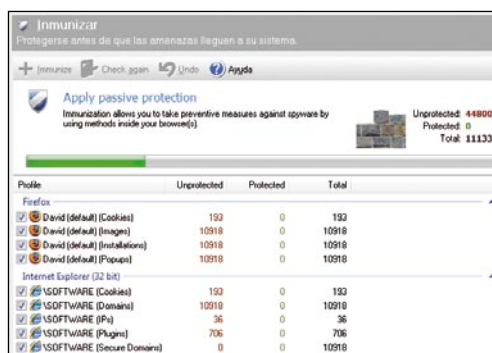 Inmunizar
Protegerse antes de que las amenazas lleguen a su sistema.
Immunize Check again Undo Ayuda
Apply passive protection
Immunization allows you to take preventive measures against spyware by using methods inside your browser(s).
Unprotected: 44800
Protected: 0
Total: 11133
Profile Unprotected Protected Total
Firefox
David (default) (Cookies) 193 0 193
David (default) (Images) 10918 0 10918
David (default) (Installations) 10918 0 10918
David (default) (Popups) 10918 0 10918
Internet Explorer (32 bit)
\SOFTWARE (Cookies) 193 0 193
\SOFTWARE (Domains) 10918 0 10918
\SOFTWARE (IPs) 36 0 36
\SOFTWARE (Plugins) 706 0 706
\SOFTWARE (Secure Domains) 0 0 10918